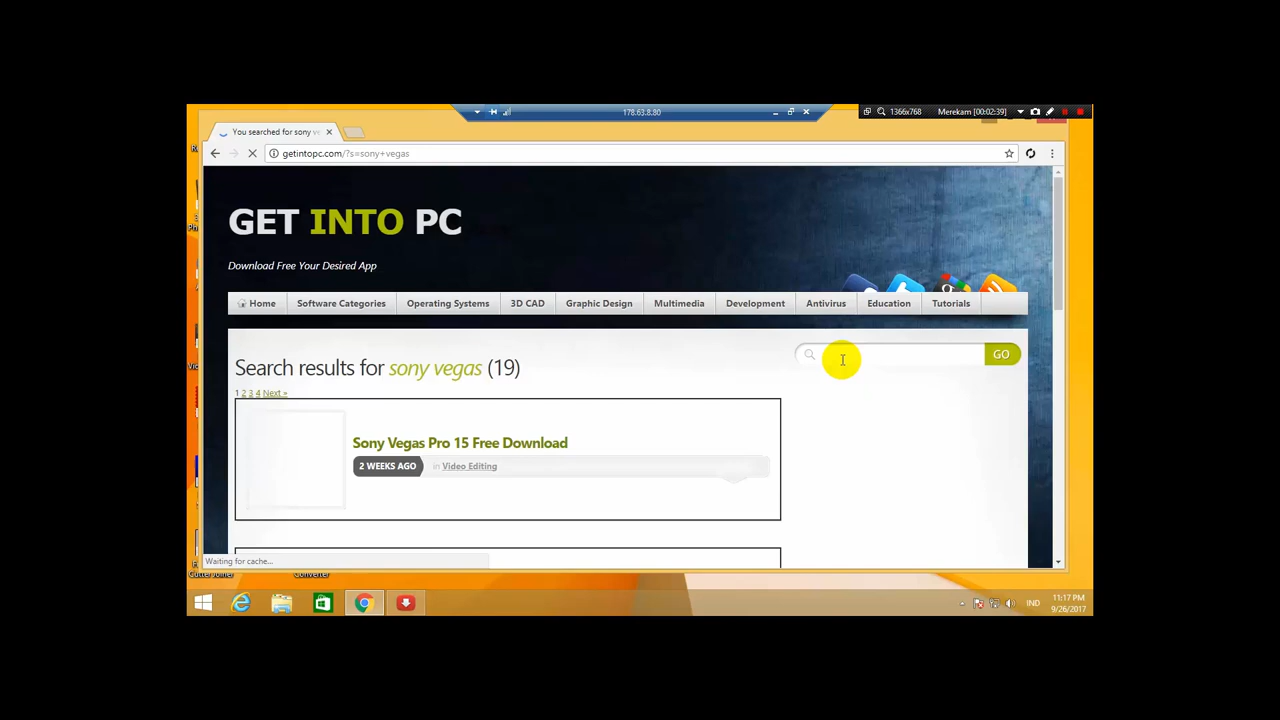 178.63.8.80
1366x768
Merekam [00:02:39]
You searched for sony ve
getintopc.com/?s=sony+vegas
GET INTO PC
Download Free Your Desired App
Home
Software Categories
Operating Systems
3D CAD
Graphic Design
Multimedia
Development
Antivirus
Education
Tutorials
GO
Search results for sony vegas (19)
1 2 3 4 Next »
Sony Vegas Pro 15 Free Download
2 WEEKS AGO
in Video Editing
Waiting for cache...
Converter
IND
11:17 PM
9/26/2017